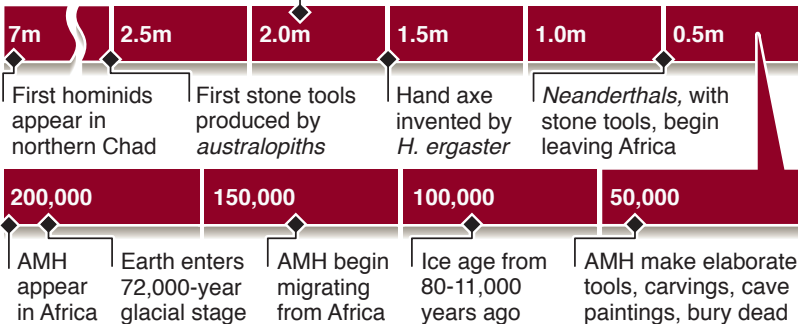 7m 2.5m 2.0m 1.5m 1.0m 0.5m
First hominids
appear in
northern Chad
First stone tools
produced by
australopiths
Hand axe
invented by
H. ergaster
Neanderthals, with
stone tools, begin
leaving Africa
200,000 150,000 100,000 50,000
AMH
appear
in Africa
Earth enters
72,000-year
glacial stage
AMH begin
migrating
from Africa
Ice age from
80-11,000
years ago
AMH make elaborate
tools, carvings, cave
paintings, bury dead